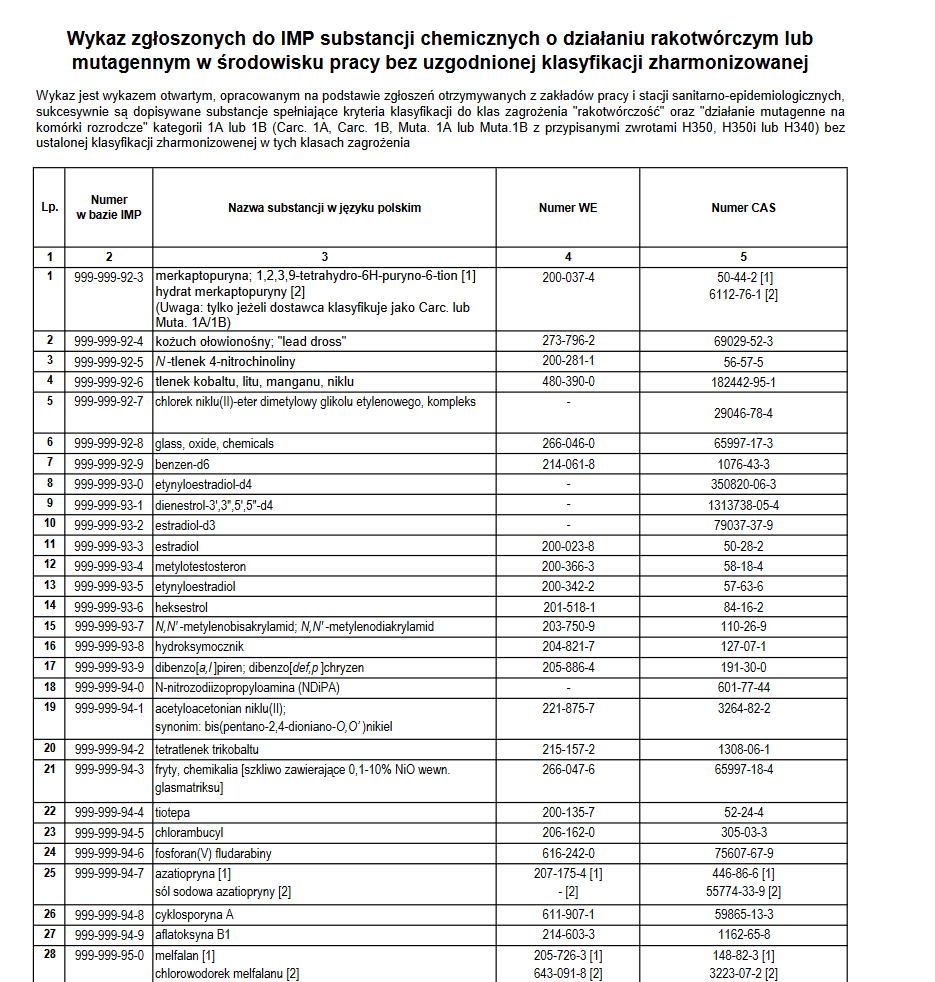 Wykaz zgłoszonych do IMP substancji chemicznych o działaniu rakotwórczym lub
mutagennym w środowisku pracy bez uzgodnionej klasyfikacji zharmonizowanej
Wykaz jest wykazem otwartym, opracowanym na podstawie zgłoszeń otrzymywanych z zakładów pracy i stacji sanitarno-epidemiologicznych,
sukcesywnie są dopisywane substancje spełniające kryteria klasyfikacji do klas zagrożenia "rakotwórczość" oraz "działanie mutagenne na
komórki rozrodcze" kategorii 1A lub 1B (Carc. 1A, Carc. 1B, Muta. 1A lub Muta.1B z przypisanymi zwrotami H350, H350i lub H340) bez
ustalonej klasyfikacji zharmonizowenej w tych klasach zagrożenia
Lp. Numer w bazie IMP Nazwa substancji w języku polskim Numer WE Numer CAS
1 2 3 4 5
1 999-999-92-3 merkaptopuryna; 1,2,3,9-tetrahydro-6H-puryno-6-tion [1] 200-037-4 50-44-2 [1]
hydrat merkaptopuryny [2] 6112-76-1 [2]
(Uwaga: tylko jeżeli dostawca klasyfikuje jako Carc. lub
Muta. 1A/1B)
2 999-999-92-4 kożuch ołowionośny; "lead dross" 273-796-2 69029-52-3
3 999-999-92-5 N-tlenek 4-nitrochinoliny 200-281-1 56-57-5
4 999-999-92-6 tlenek kobaltu, litu, manganu, niklu 480-390-0 182442-95-1
5 999-999-92-7 chlorek niklu(II)-eter dimetylowy glikolu etylenowego, kompleks - 29046-78-4
6 999-999-92-8 glass, oxide, chemicals 266-046-0 65997-17-3
7 999-999-92-9 benzen-d6 214-061-8 1076-43-3
8 999-999-93-0 etynyloestradiol-d4 - 350820-06-3
9 999-999-93-1 dienestrol-3',3",5',5"-d4 - 1313738-05-4
10 999-999-93-2 estradiol-d3 - 79037-37-9
11 999-999-93-3 estradiol 200-023-8 50-28-2
12 999-999-93-4 metylotestosteron 200-366-3 58-18-4
13 999-999-93-5 etynyloestradiol 200-342-2 57-63-6
14 999-999-93-6 heksestrol 201-518-1 84-16-2
15 999-999-93-7 N,N'-metylenobisakrylamid; N,N'-metylenodiakrylamid 203-750-9 110-26-9
16 999-999-93-8 hydroksymocznik 204-821-7 127-07-1
17 999-999-93-9 dibenzo[a,l]piren; dibenzo[def,p]chryzen 205-886-4 191-30-0
18 999-999-94-0 N-nitrozodiizopropyloamina (NDiPA) - 601-77-44
19 999-999-94-1 acetyloacetonian niklu(II); 221-875-7 3264-82-2
synonim: bis(pentano-2,4-dioniano-O,O')nikiel
20 999-999-94-2 tetratlenek trikobaltu 215-157-2 1308-06-1
21 999-999-94-3 fryty, chemikalia [szkliwo zawierające 0,1-10% NiO wewn. 266-047-6 65997-18-4
glasmatriksu]
22 999-999-94-4 tiotepa 200-135-7 52-24-4
23 999-999-94-5 chlorambucyl 206-162-0 305-03-3
24 999-999-94-6 fosforan(V) fludarabiny 616-242-0 75607-67-9
25 999-999-94-7 azatiopryna [1] 207-175-4 [1] 446-86-6 [1]
sól sodowa azatiopryny [2] - [2] 55774-33-9 [2]
26 999-999-94-8 cyklosporyna A 611-907-1 59865-13-3
27 999-999-94-9 aflatoksyna B1 214-603-3 1162-65-8
28 999-999-95-0 melfalan [1] 205-726-3 [1] 148-82-3 [1]
chlorowodorek melfalanu [2] 643-091-8 [2] 3223-07-2 [2]